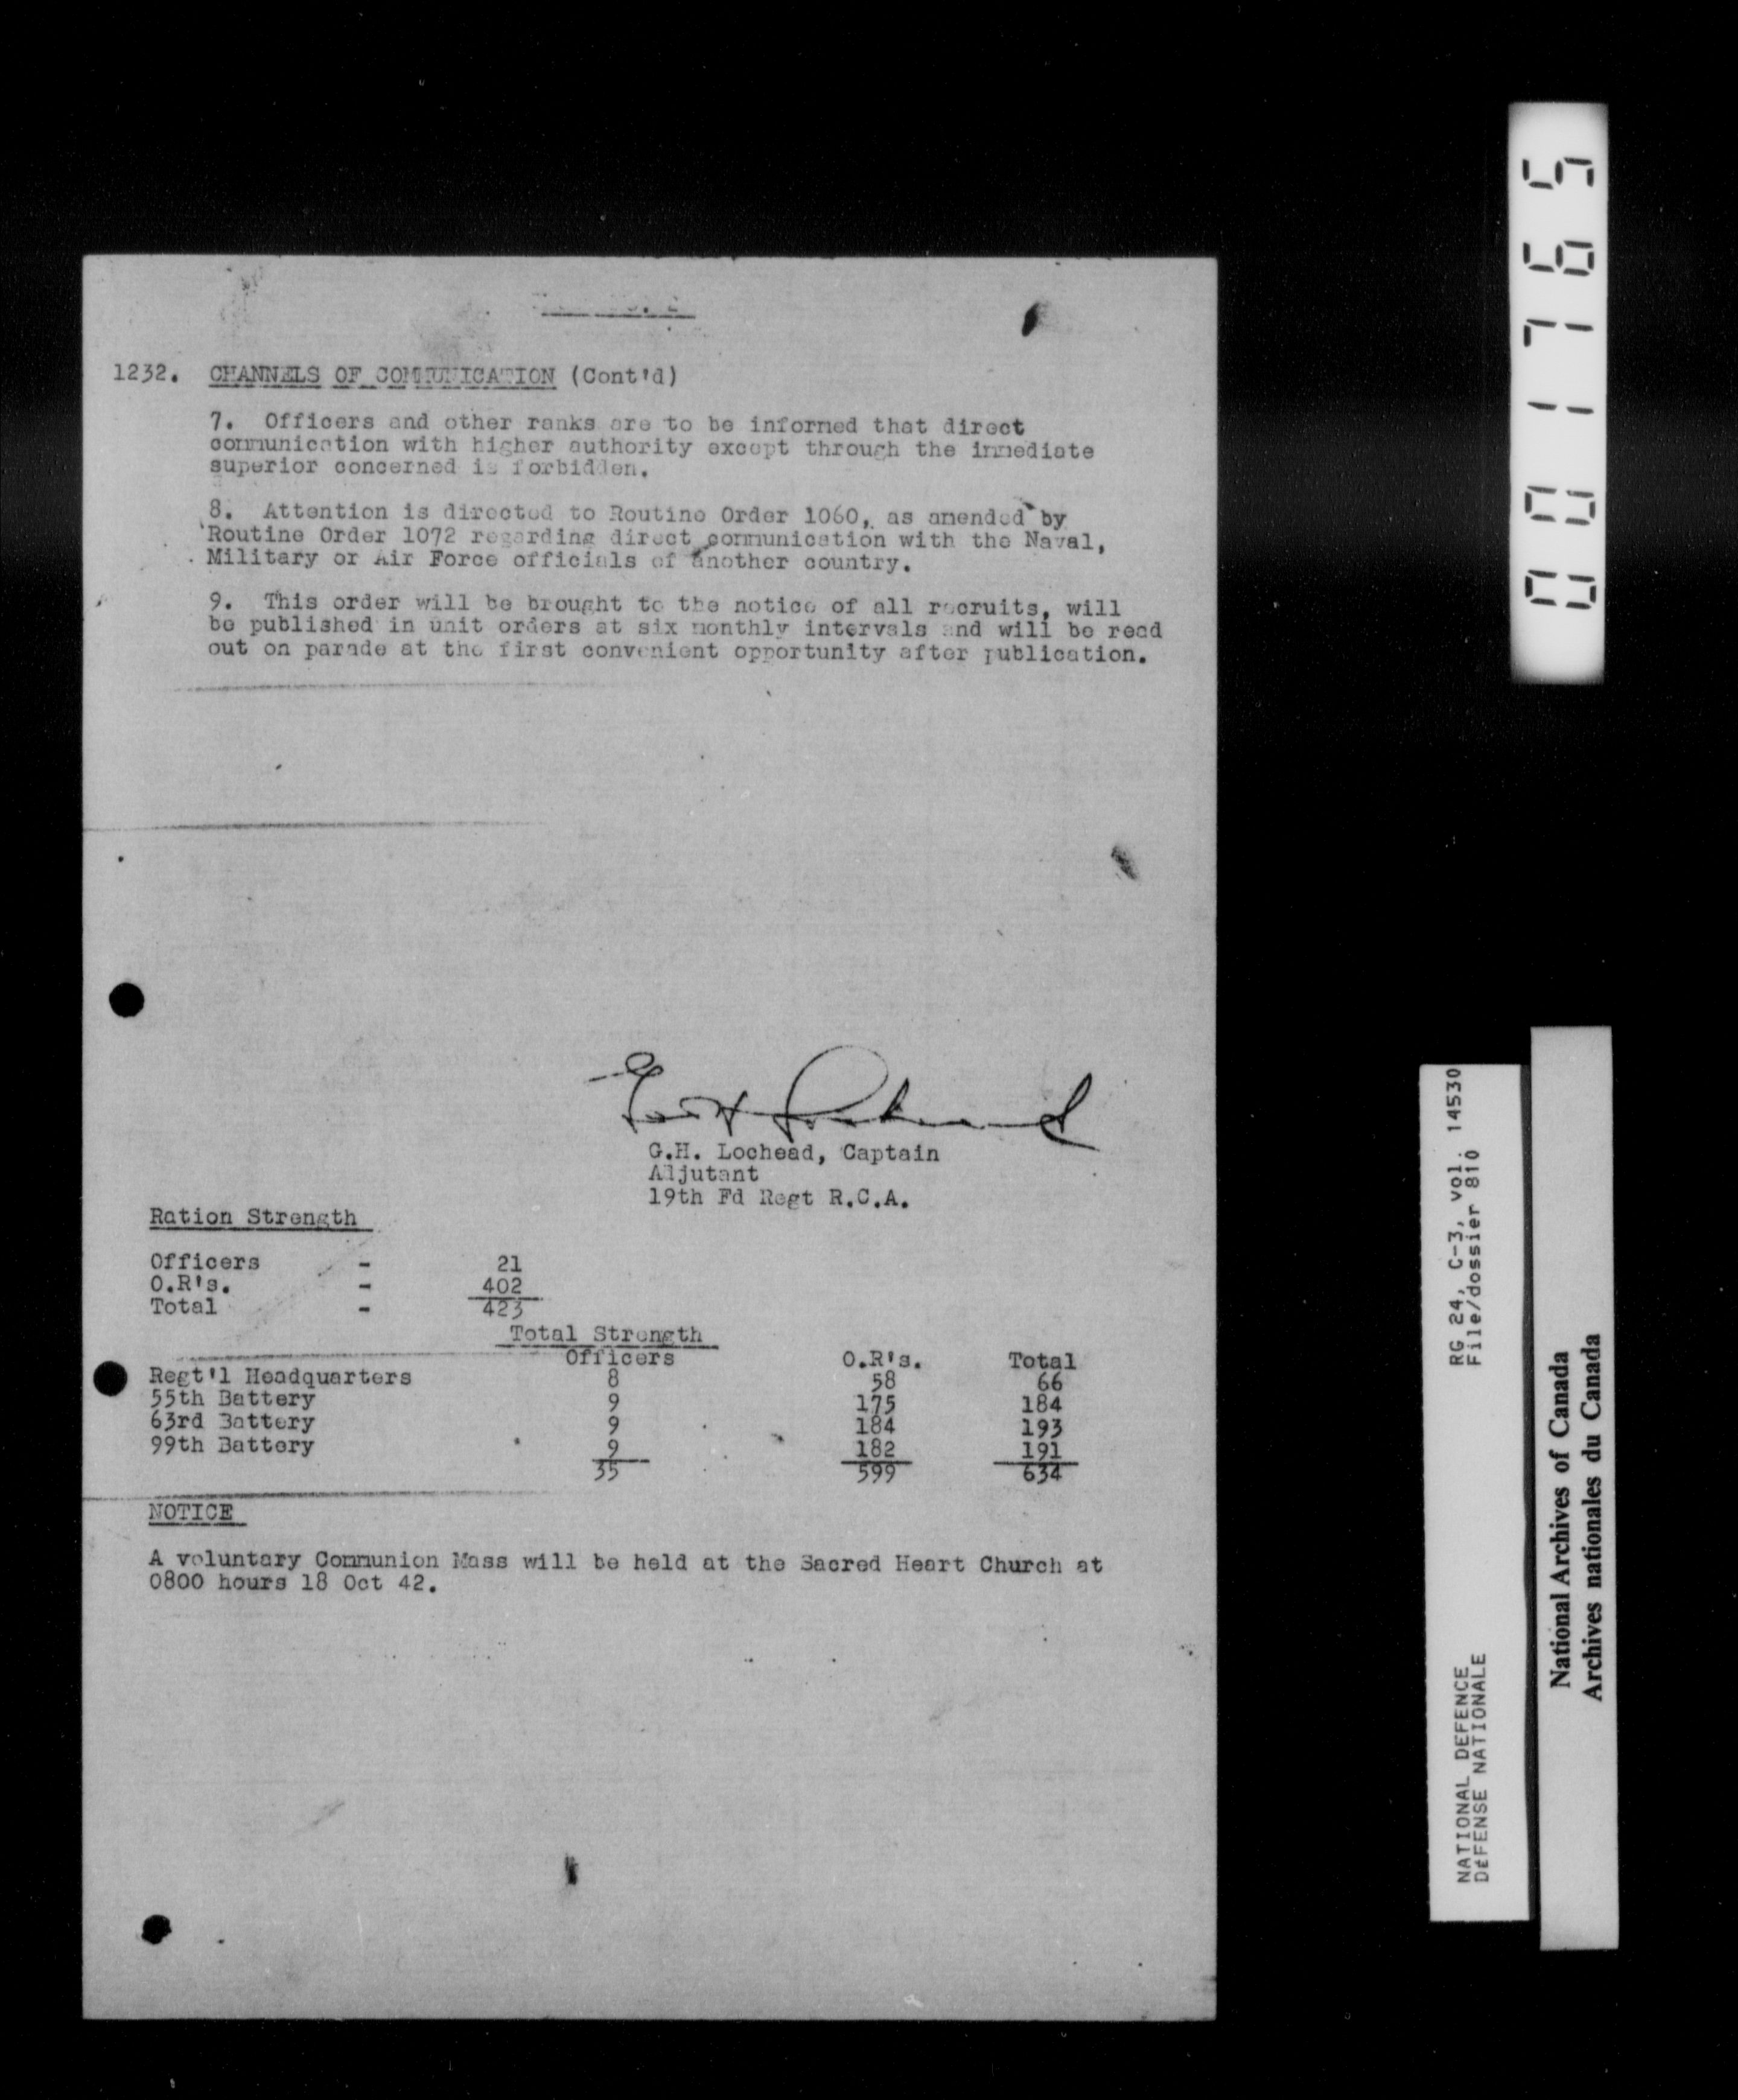 1232. CHANNELS OF COMMUNICATION (Cont'd)
7. Officers and other ranks are to be informed that direct
communication with higher authority except through the immediate
superior concerned is forbidden.
8. Attention is directed to Routine Order 1060, as amended by
Routine Order 1072 regarding direct communication with the Naval,
Military or Air Force officials of another country.
9. This order will be brought to the notice of all recruits, will
be published in unit orders at six monthly intervals and will be read
out on parade at the first convenient opportunity after publication.
G.H. Lochead, Captain
Adjutant
19th Fd Regt R.C.A.
Ration Strength
Officers - 21
O.R's. - 402
Total - 423
Total Strength
Officers O.R's. Total
Regt'l Headquarters 8 58 66
55th Battery 9 175 184
63rd Battery 9 184 193
99th Battery 9 182 191
35 599 634
NOTICE
A voluntary Communion Mass will be held at the Sacred Heart Church at
0800 hours 18 Oct 42.
001765
RG 24, C-3, vol. 14530
File/dossier 810
NATIONAL DEFENCE
DÉFENSE NATIONALE
National Archives of Canada
Archives nationales du Canada